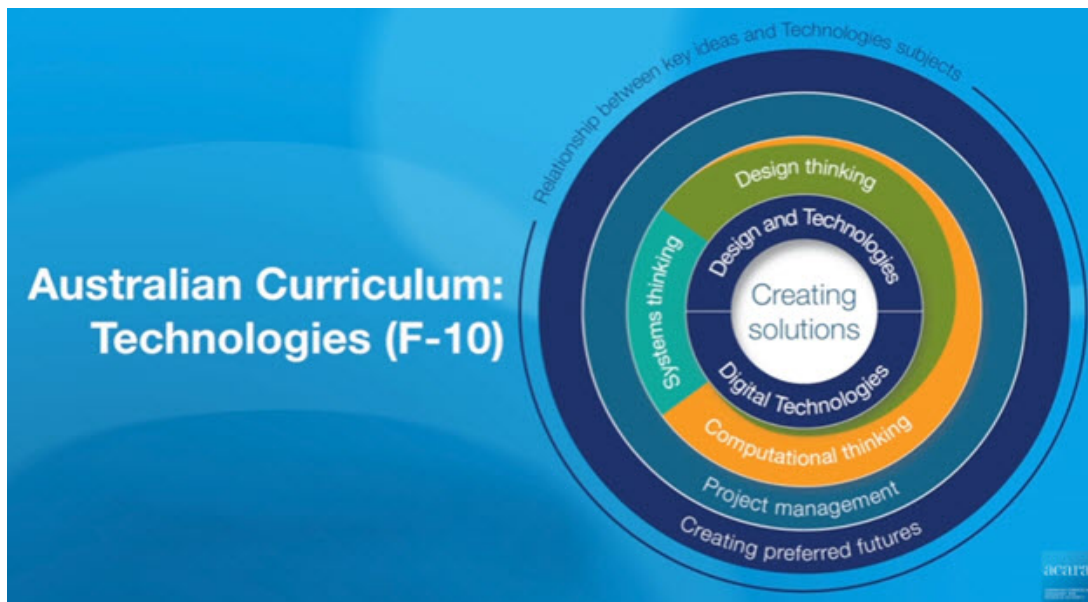 Australian Curriculum:
Technologies (F-10)
Relationship between key ideas and Technologies subjects
Design thinking
Design and Technologies
Systems thinking
Creating
solutions
Digital Technologies
Computational thinking
Project management
Creating preferred futures
acara